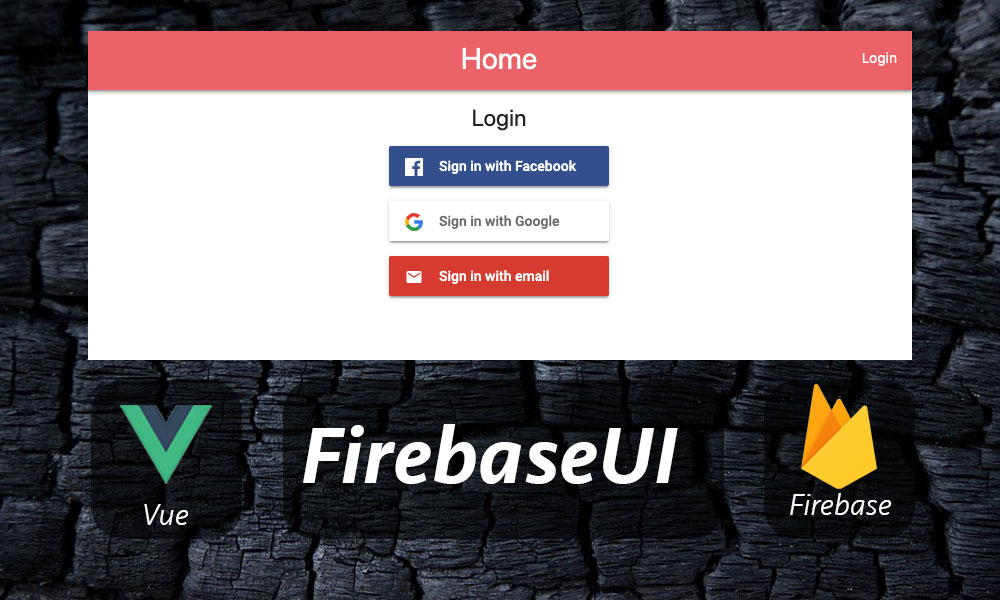 Home
Login
Login
Sign in with Facebook
Sign in with Google
Sign in with email
FirebaseUI
Vue
Firebase